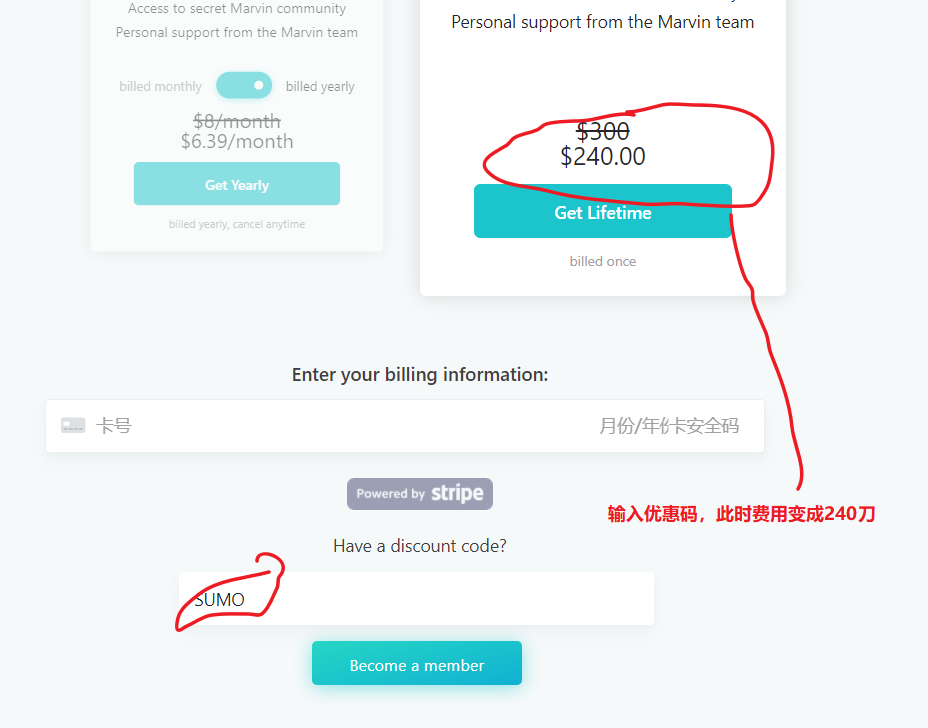 Access to secret Marvin community
Personal support from the Marvin team
billed monthly
billed yearly
$8/month
$6.39/month
Get Yearly
billed yearly, cancel anytime
Personal support from the Marvin team
$300
$240.00
Get Lifetime
billed once
Enter your billing information:
卡号
月份/年份卡安全码
Powered by stripe
输入优惠码，此时费用变成240刀
Have a discount code?
SUMO
Become a member